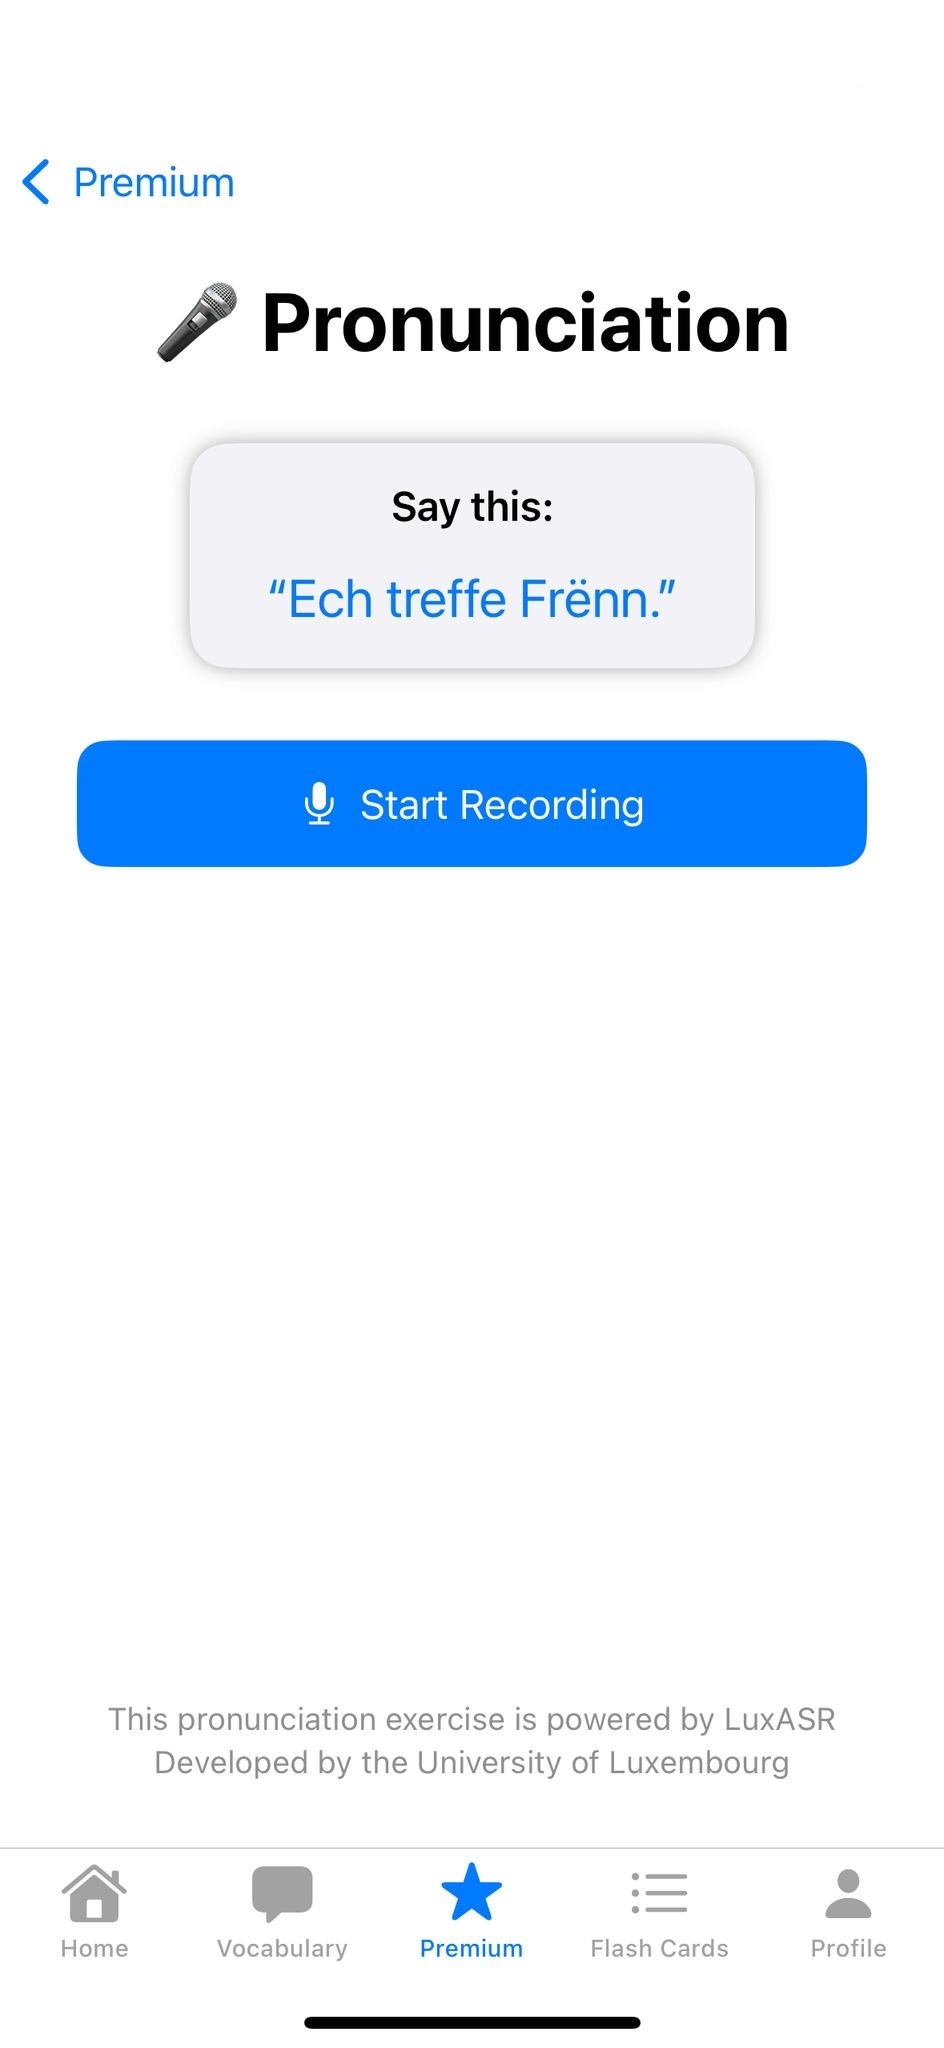 Premium
Pronunciation
Say this:
“Ech treffe Frënn.”
Start Recording
This pronunciation exercise is powered by LuxASR
Developed by the University of Luxembourg
Home
Vocabulary
Premium
Flash Cards
Profile